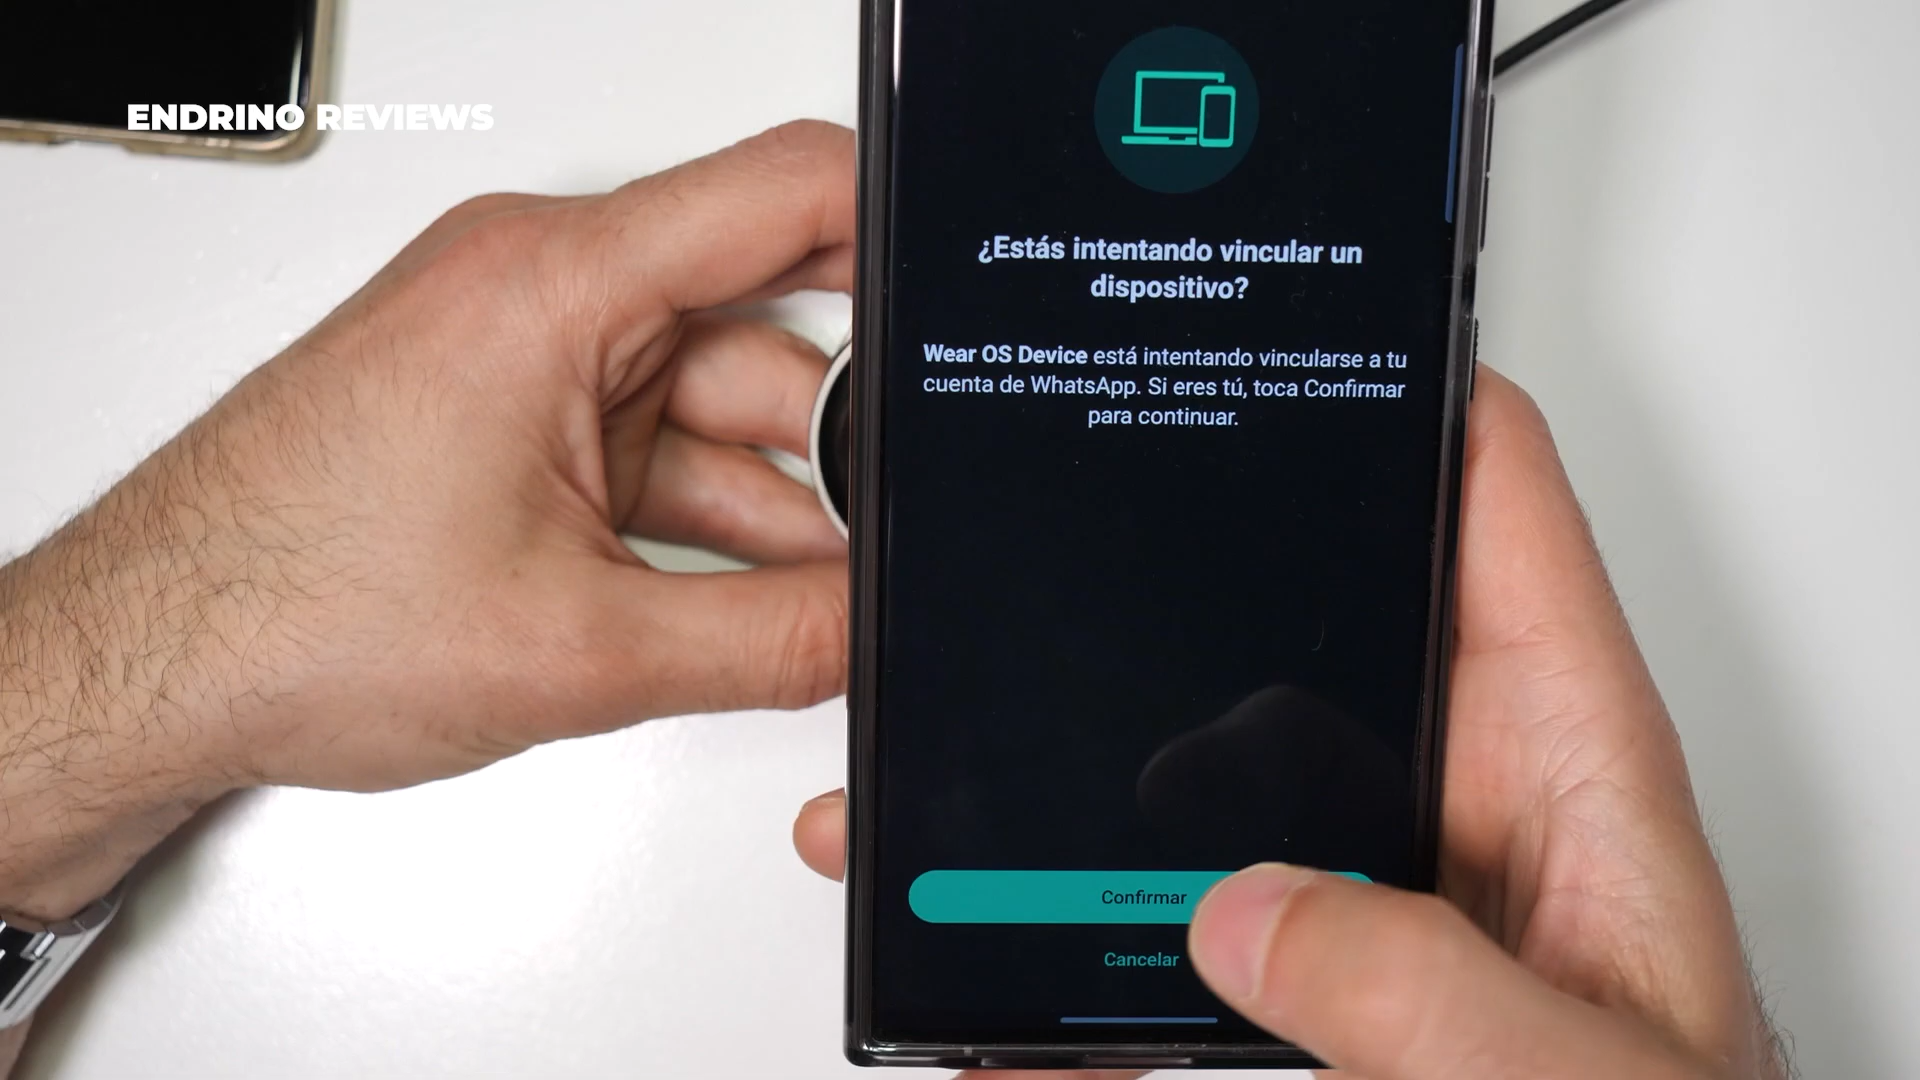 ENDRINO REVIEWS
¿Estás intentando vincular un
dispositivo?
Wear OS Device está intentando vincularse a tu
cuenta de WhatsApp. Si eres tú, toca Confirmar
para continuar.
Confirmar
Cancelar